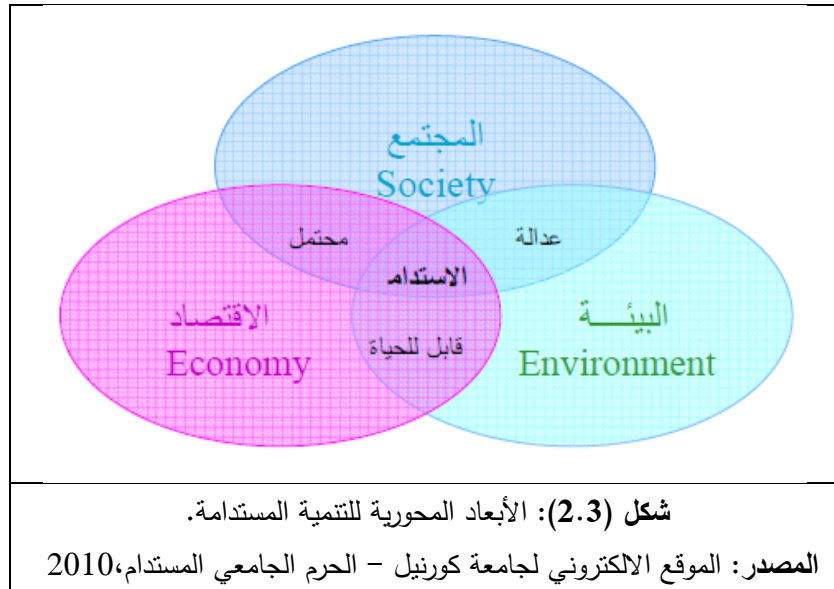 المجتمع
Society
محتمل
عدالة
الاستدام
الاقتصاد
Economy
البيئــــة
Environment
قابل للحياة
شكل (2.3): الأبعاد المحورية للتنمية المستدامة.
المصدر: الموقع الالكتروني لجامعة كورنيل – الحرم الجامعي المستدام،2010